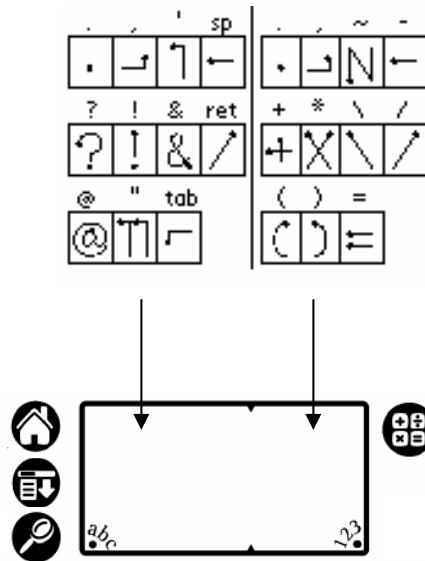 . , ' sp . , ~ -
? ! & ret + * \ /
@ " tab ( ) =
abc 123